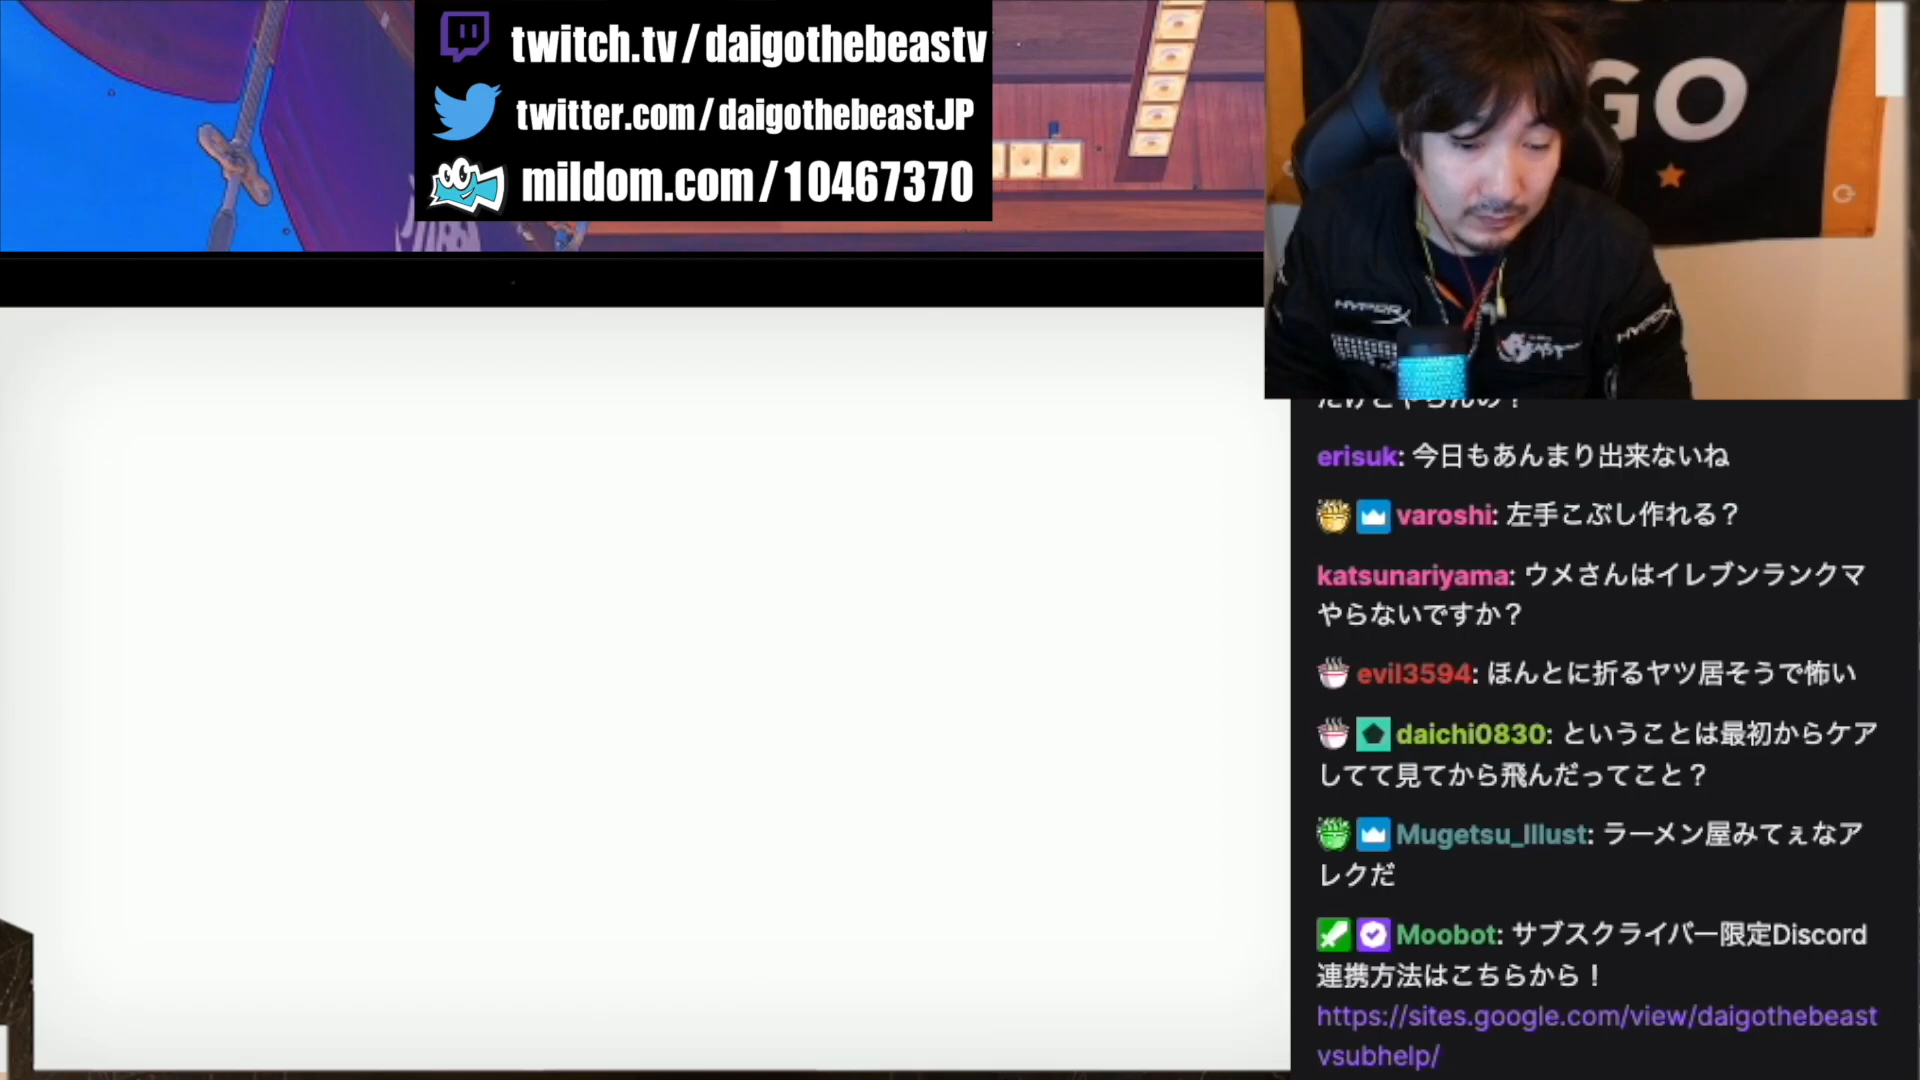 twitch.tv/daigothebeastv
twitter.com/daigothebeastJP
mildom.com/10467370
GO
HYPERX
HYPERX
BEAST
erisuk: 今日もあんまり出来ないね
varoshi: 左手こぶし作れる？
katsunariyama: ウメさんはイレブンランクマ
やらないですか？
evil3594: ほんとに折るヤツ居そうで怖い
daichi0830: ということは最初からケア
してて見てから飛んだってこと？
Mugetsu_Illust: ラーメン屋みてぇなア
レクだ
Moobot: サブスクライバー限定Discord
連携方法はこちらから！
https://sites.google.com/view/daigothebeast
vsubhelp/